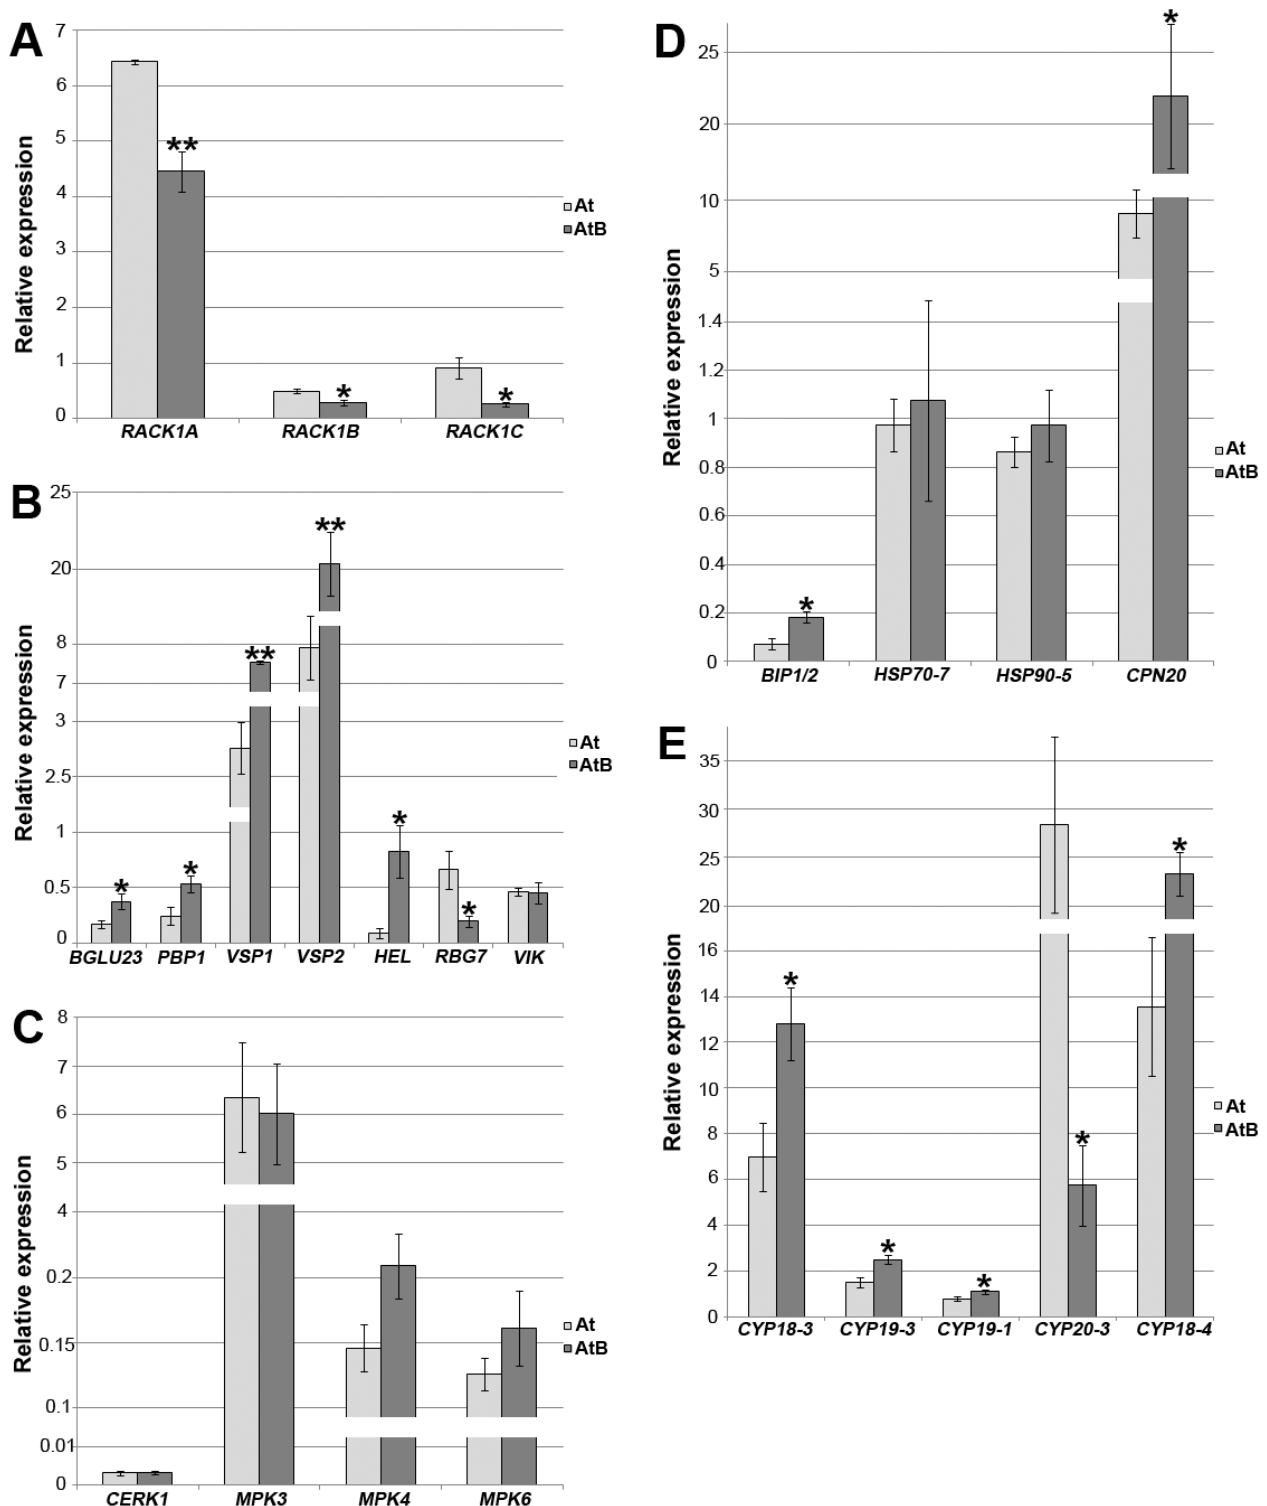 A
Relative expression
7
6
5
4
3
2
1
0
**
*
*
At
AtB
RACK1A RACK1B RACK1C
B
Relative expression
25
20
8
7
3
2.5
1
0.5
0
*
*
**
**
*
*
At
AtB
BGLU23 PBP1 VSP1 VSP2 HEL RBG7 VIK
C
Relative expression
8
7
6
5
4
0.2
0.15
0.1
0.01
0
At
AtB
CERK1 MPK3 MPK4 MPK6
D
Relative expression
25
20
10
5
1.4
1.2
1
0.8
0.6
0.4
0.2
0
*
*
At
AtB
BIP1/2 HSP70-7 HSP90-5 CPN20
E
Relative expression
35
30
25
20
16
14
12
10
8
6
4
2
0
*
*
*
*
*
At
AtB
CYP18-3 CYP19-3 CYP19-1 CYP20-3 CYP18-4